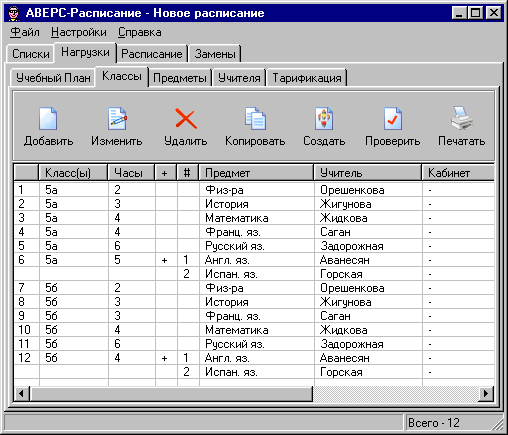 АВЕРС-Расписание - Новое расписание
Файл Настройки Справка
Списки Нагрузки Расписание Замены
Учебный План Классы Предметы Учителя Тарификация
Добавить Изменить Удалить Копировать Создать Проверить Печатать
Класс(ы) Часы + # Предмет Учитель Кабинет
1 5а 2 Физ-ра Орешенкова -
2 5а 3 История Жигунова -
3 5а 4 Математика Жидкова -
4 5а 4 Франц. яз. Саган -
5 5а 6 Русский яз. Задорожная -
6 5а 5 + 1 Англ. яз. Аванесян -
2 Испан. яз. Горская -
7 5б 2 Физ-ра Орешенкова -
8 5б 3 История Жигунова -
9 5б 3 Франц. яз. Саган -
10 5б 4 Математика Жидкова -
11 5б 6 Русский яз. Задорожная -
12 5б 4 + 1 Англ. яз. Аванесян -
2 Испан. яз. Горская -
Всего - 12